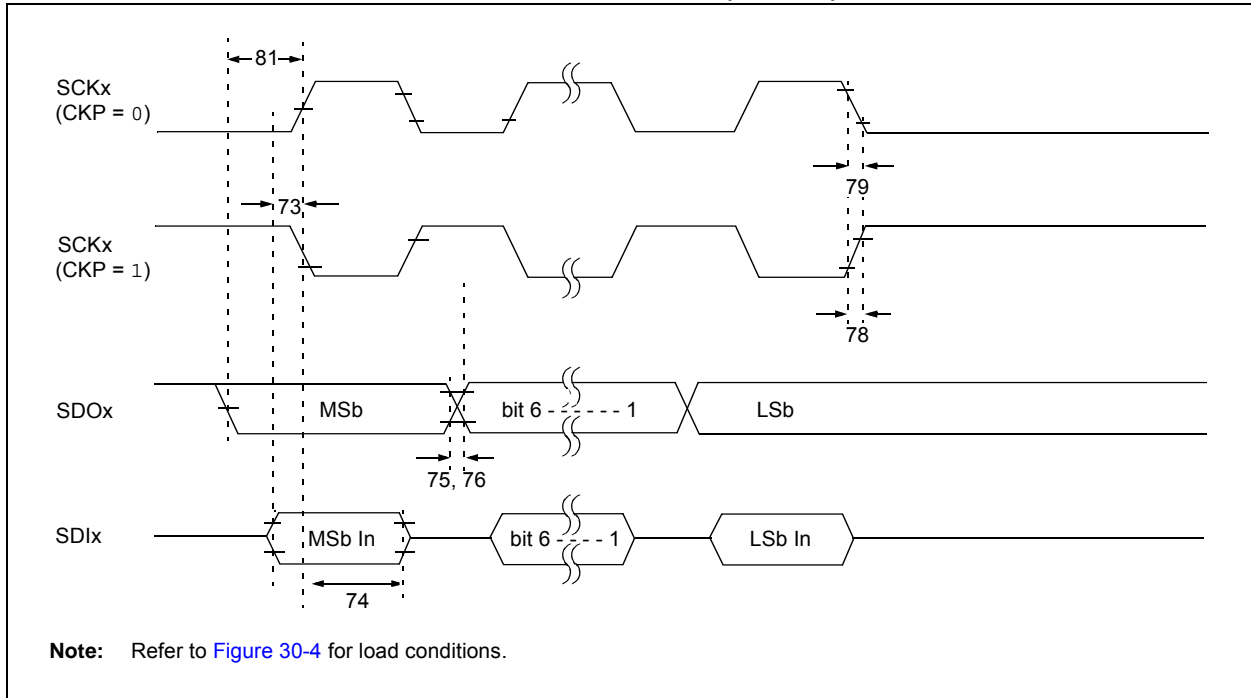 81
SCKx
(CKP = 0)
79
73
SCKx
(CKP = 1)
78
SDOx
MSb
bit 6 - - - - - - 1
LSb
75, 76
SDIx
MSb In
bit 6 - - - - 1
LSb In
74
Note: Refer to Figure 30-4 for load conditions.